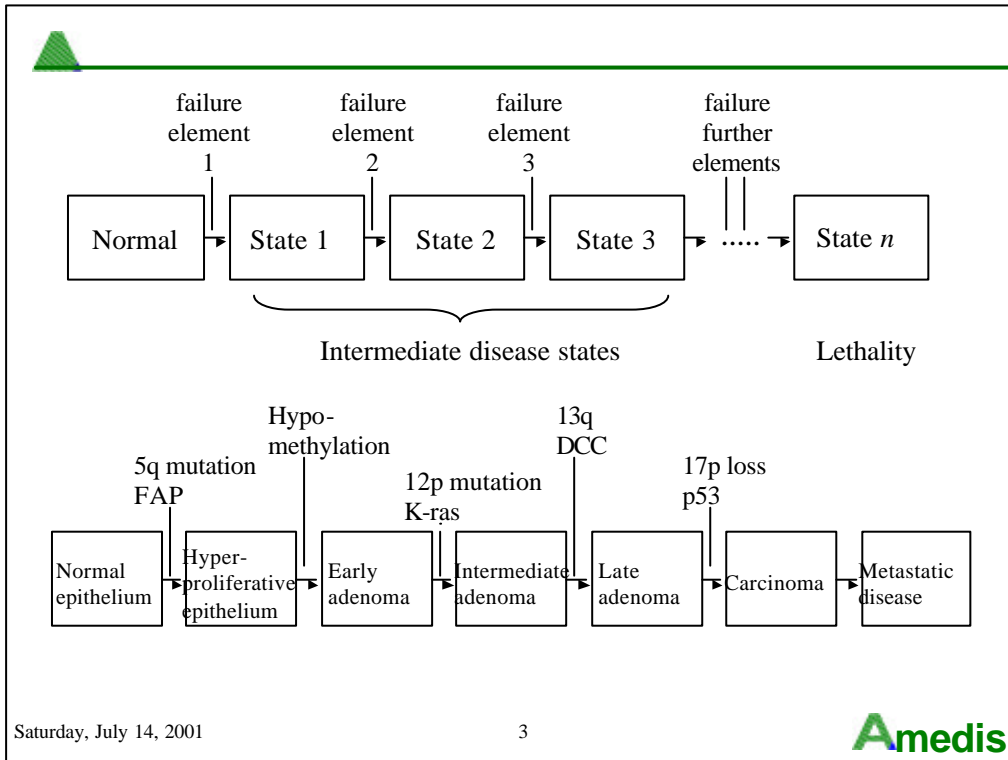 failure
element
1
failure
element
2
failure
element
3
failure
further
elements
Normal
State 1
State 2
State 3
.....
State n
Intermediate disease states
Lethality
5q mutation
FAP
Hypo-
methylation
12p mutation
K-ras
13q
DCC
17p loss
p53
Normal
epithelium
Hyper-
proliferative
epithelium
Early
adenoma
Intermediate
adenoma
Late
adenoma
Carcinoma
Metastatic
disease
Saturday, July 14, 2001
3
Amedis